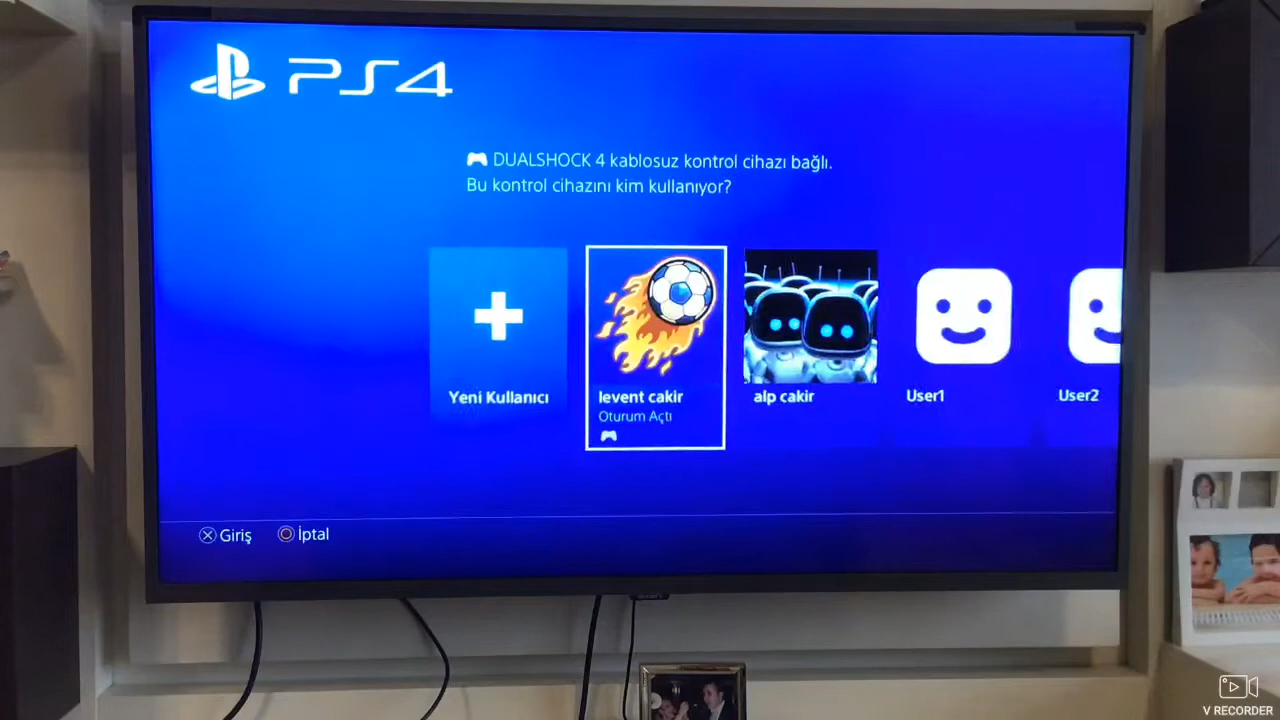 PS4
DUALSHOCK 4 kablosuz kontrol cihazı bağlı.
Bu kontrol cihazını kim kullanıyor?
Yeni Kullanıcı
levent cakir
Oturum Açtı
alp cakir
User1
User2
Giriş
İptal
V RECORDER